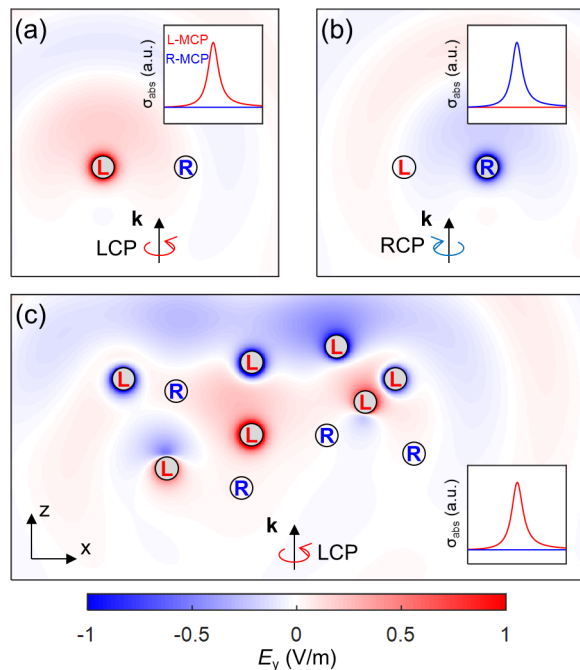 (a)
L-MCP
R-MCP
σabs (a.u.)
L
R
k
LCP
(b)
σabs (a.u.)
L
R
k
RCP
(c)
L
L
L
L
L
R
L
R
R
L
R
z
x
k
LCP
σabs (a.u.)
-1
-0.5
0
0.5
1
Ey (V/m)